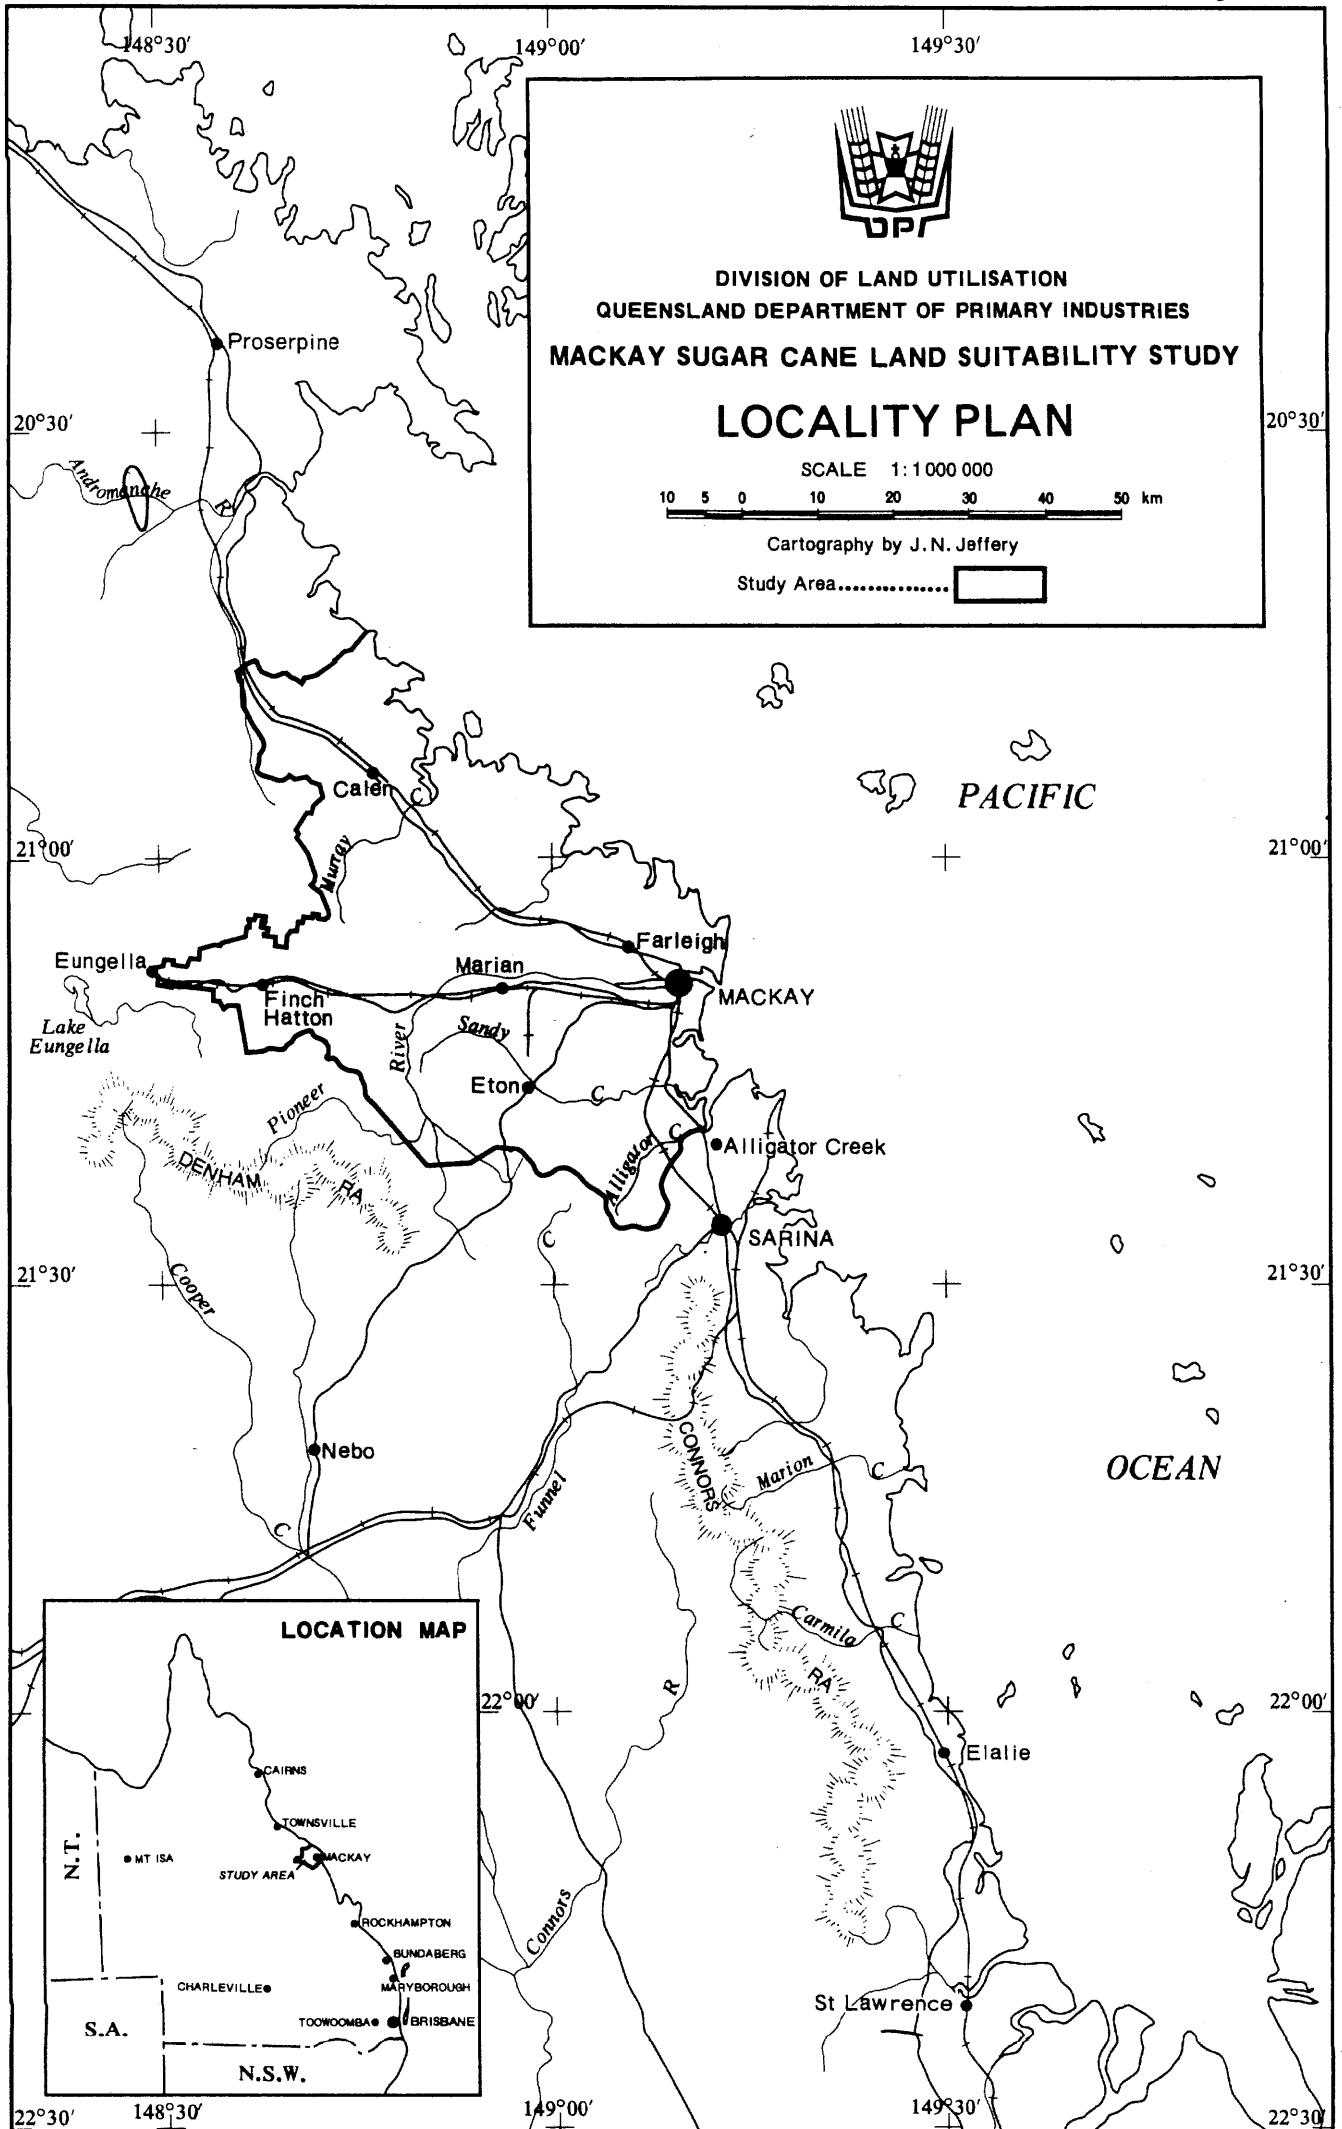 148°30′
149°00′
149°30′
DPI
DIVISION OF LAND UTILISATION
QUEENSLAND DEPARTMENT OF PRIMARY INDUSTRIES
MACKAY SUGAR CANE LAND SUITABILITY STUDY
LOCALITY PLAN
SCALE 1:1 000 000
10 5 0 10 20 30 40 50 km
Cartography by J. N. Jeffery
Study Area...............
Proserpine
20°30′
20°30′
Andromanche
R
Calen
C
PACIFIC
21°00′
21°00′
Murray
Farleigh
Eungella
Marian
MACKAY
Finch
Hatton
Lake
Eungella
River
Sandy
Eton
C
Pioneer
C
Alligator
Alligator Creek
DENHAM
RA
SARINA
C
21°30′
21°30′
Cooper
CONNORS
Nebo
Marion
C
OCEAN
Funnel
C
Carmila
C
RA
R
22°00′
22°00′
Elalie
LOCATION MAP
CAIRNS
TOWNSVILLE
N.T.
MT ISA
MACKAY
STUDY AREA
ROCKHAMPTON
BUNDABERG
CHARLEVILLE
MARYBOROUGH
TOOWOOMBA
BRISBANE
S.A.
N.S.W.
Connors
St Lawrence
22°30′
148°30′
149°00′
149°30′
22°30′